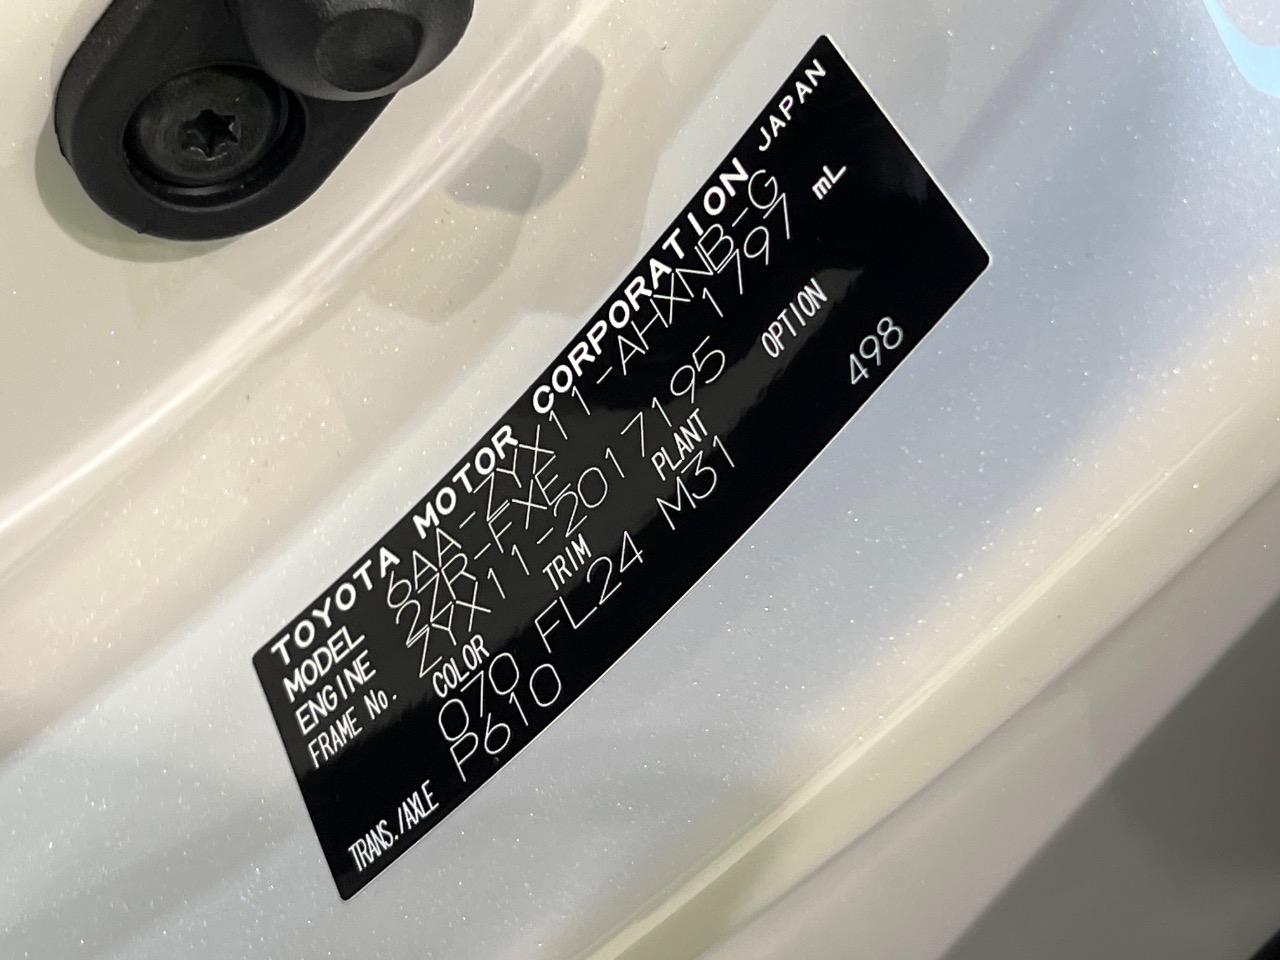 TOYOTA MOTOR CORPORATION JAPAN
MODEL 6AA-ZYX11-AHXNB-G
ENGINE 2ZR-FXE 1797 mL
FRAME No. ZYX11-2017195
COLOR TRIM PLANT OPTION
070 FL24 M31 498
TRANS./AXLE P610